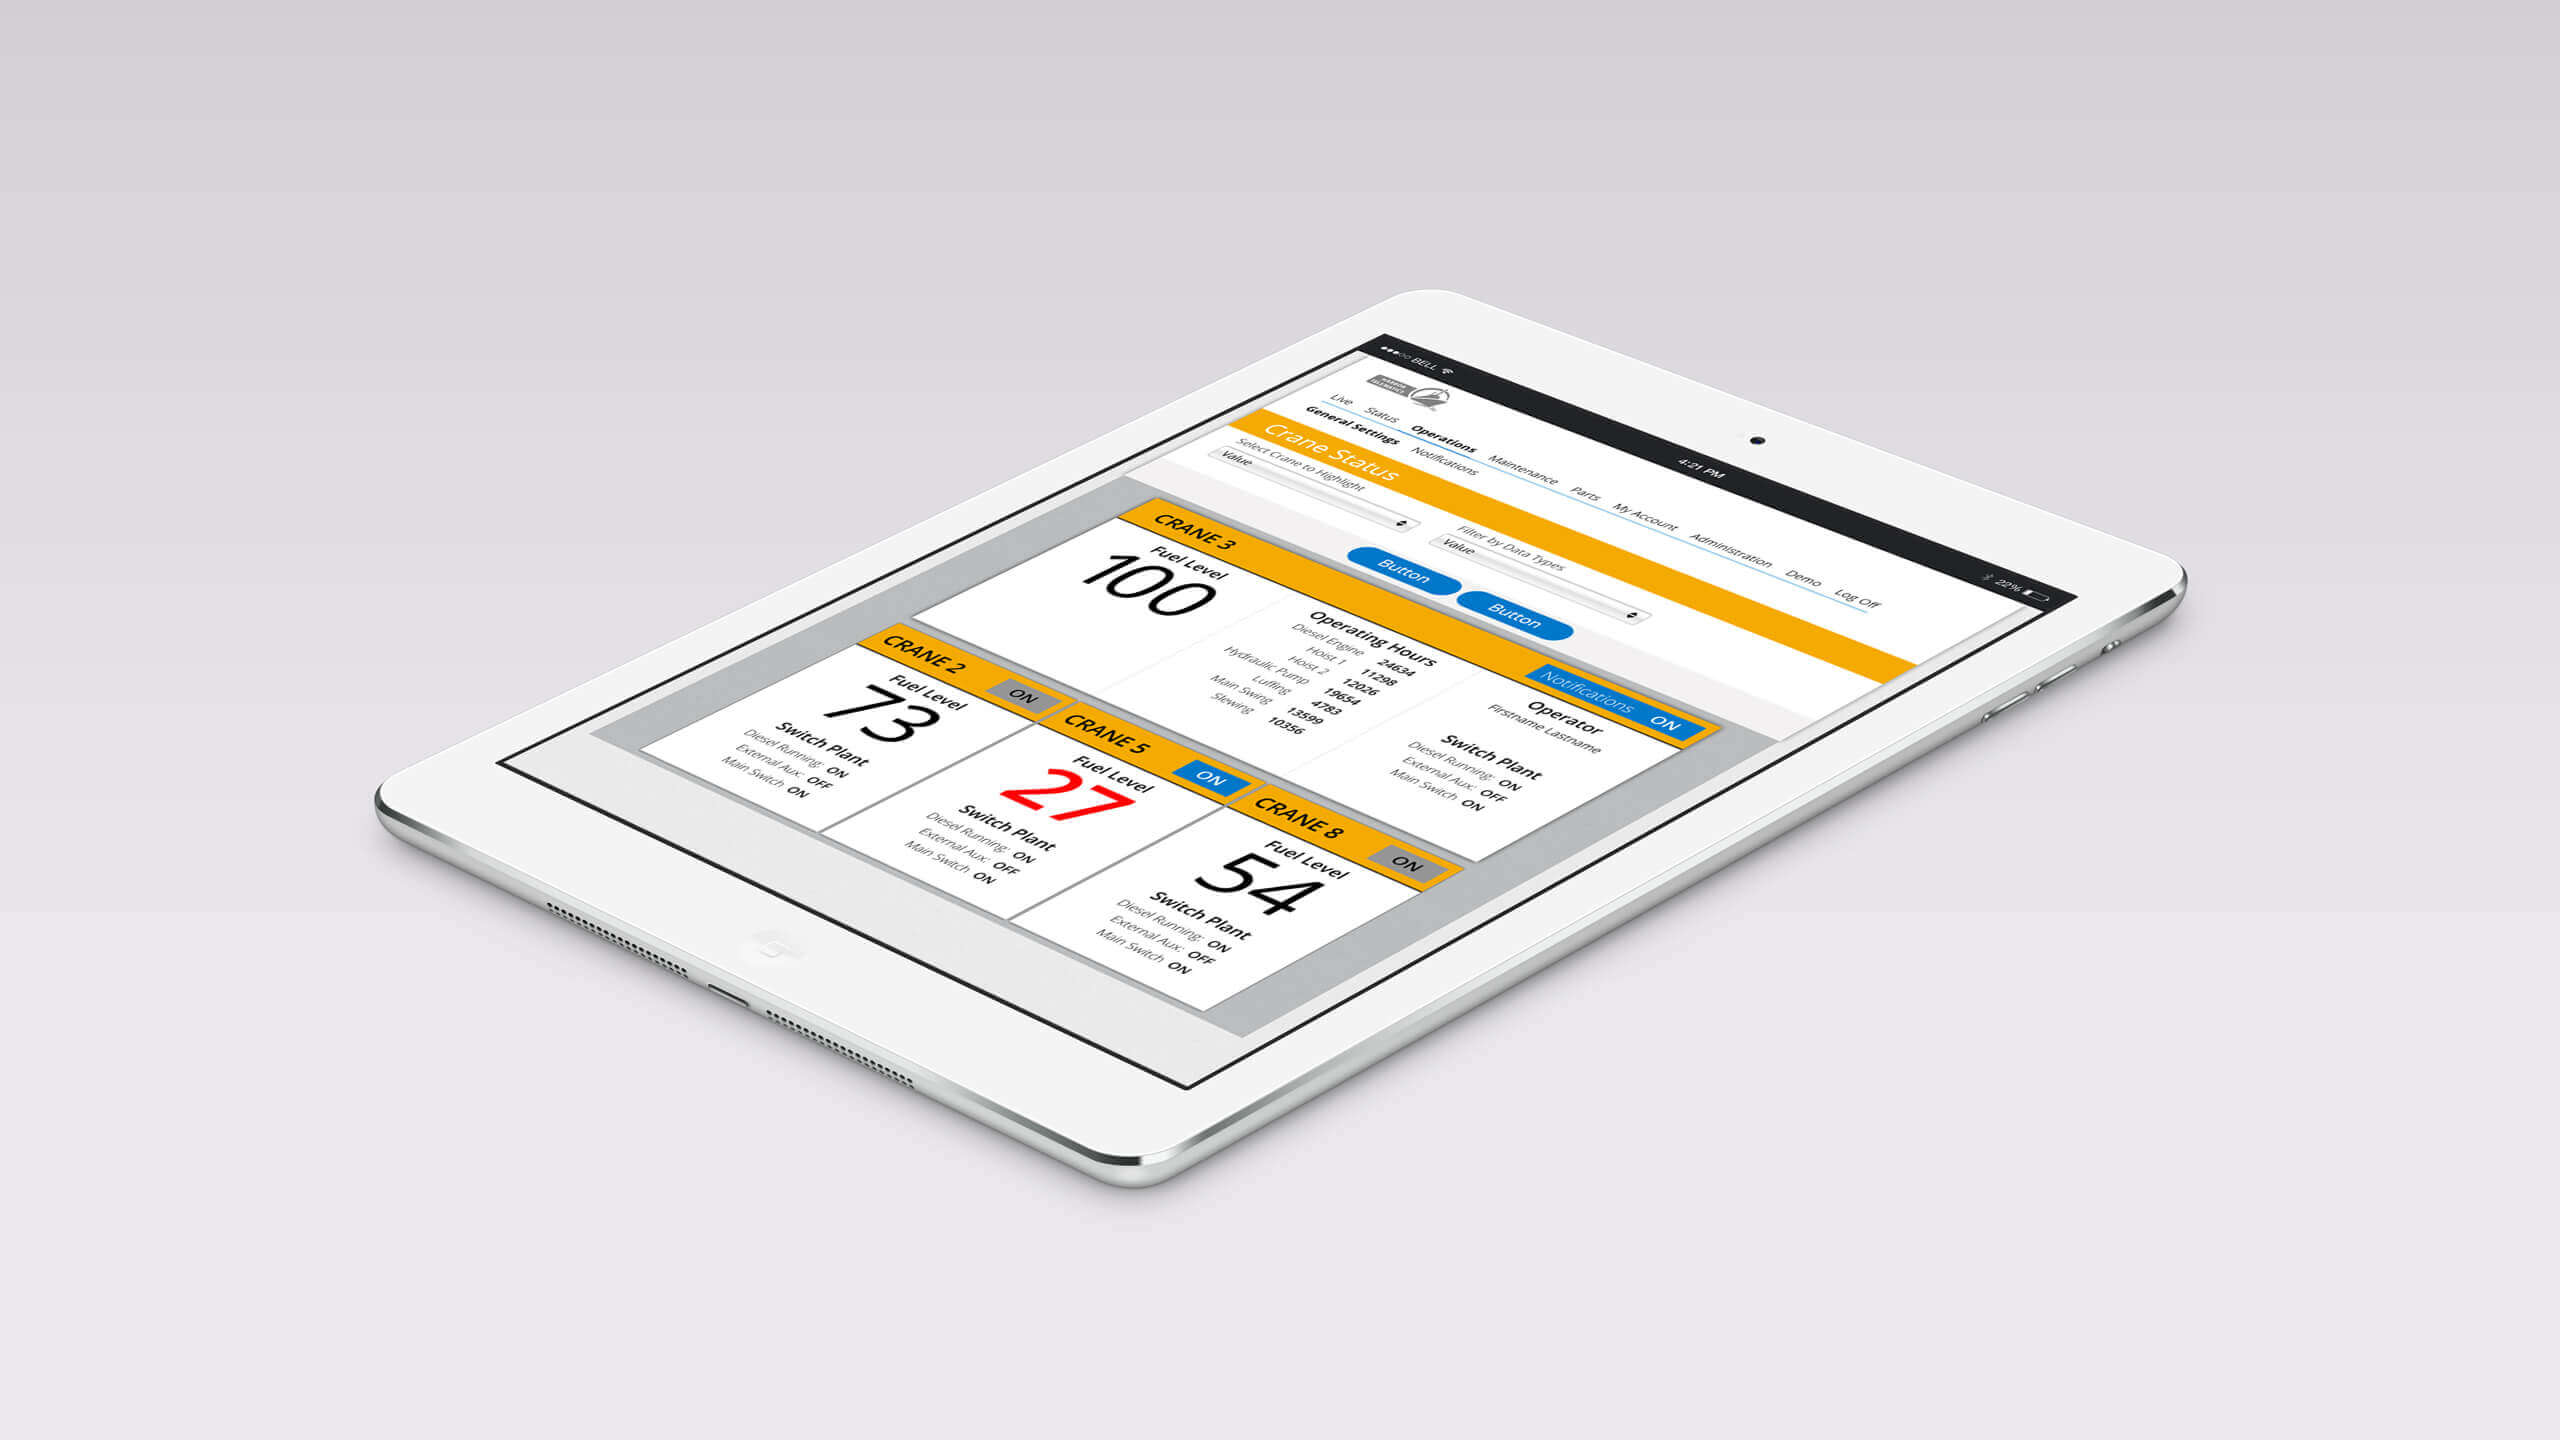 BELL
4:21 PM
22%
HARBOR
TELEMATICS
Live Status Operations Maintenance Parts My Account Administration Demo Log Off
General Settings Notifications
Crane Status
Select Crane to Highlight
Value
Filter by Data Types
Value
Button Button
CRANE 3
Notifications ON
Fuel Level
100
Operating Hours
Diesel Engine 24634
Hoist 1 11298
Hoist 2 12026
Hydraulic Pump 19654
Luffing 4783
Main Swing 13599
Slewing 10356
Operator
Firstname Lastname
Switch Plant
Diesel Running: ON
External Aux: OFF
Main Switch ON
CRANE 2 ON
Fuel Level
73
Switch Plant
Diesel Running: ON
External Aux: OFF
Main Switch ON
CRANE 5 ON
Fuel Level
27
Switch Plant
Diesel Running: ON
External Aux: OFF
Main Switch ON
CRANE 8 ON
Fuel Level
54
Switch Plant
Diesel Running: ON
External Aux: OFF
Main Switch ON